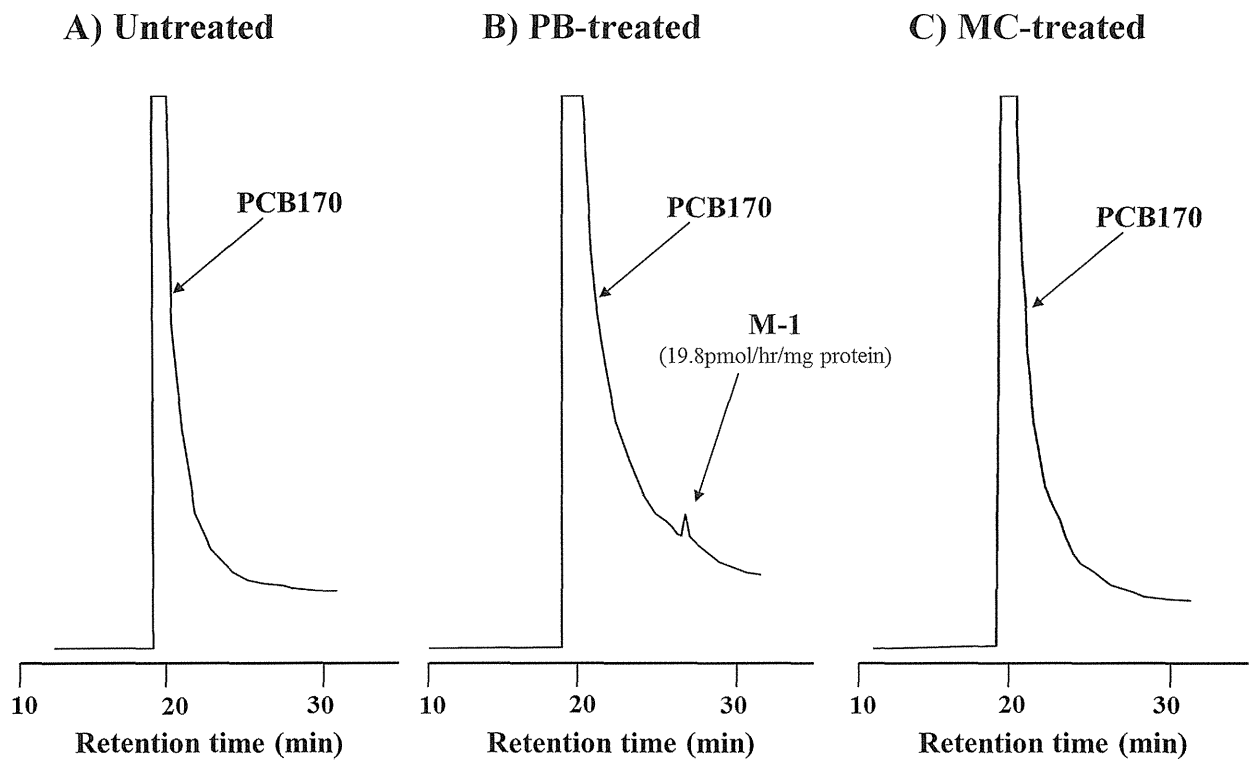 A) Untreated
B) PB-treated
C) MC-treated
PCB170
PCB170
PCB170
M-1
(19.8pmol/hr/mg protein)
10 20 30
10 20 30
10 20 30
Retention time (min)
Retention time (min)
Retention time (min)